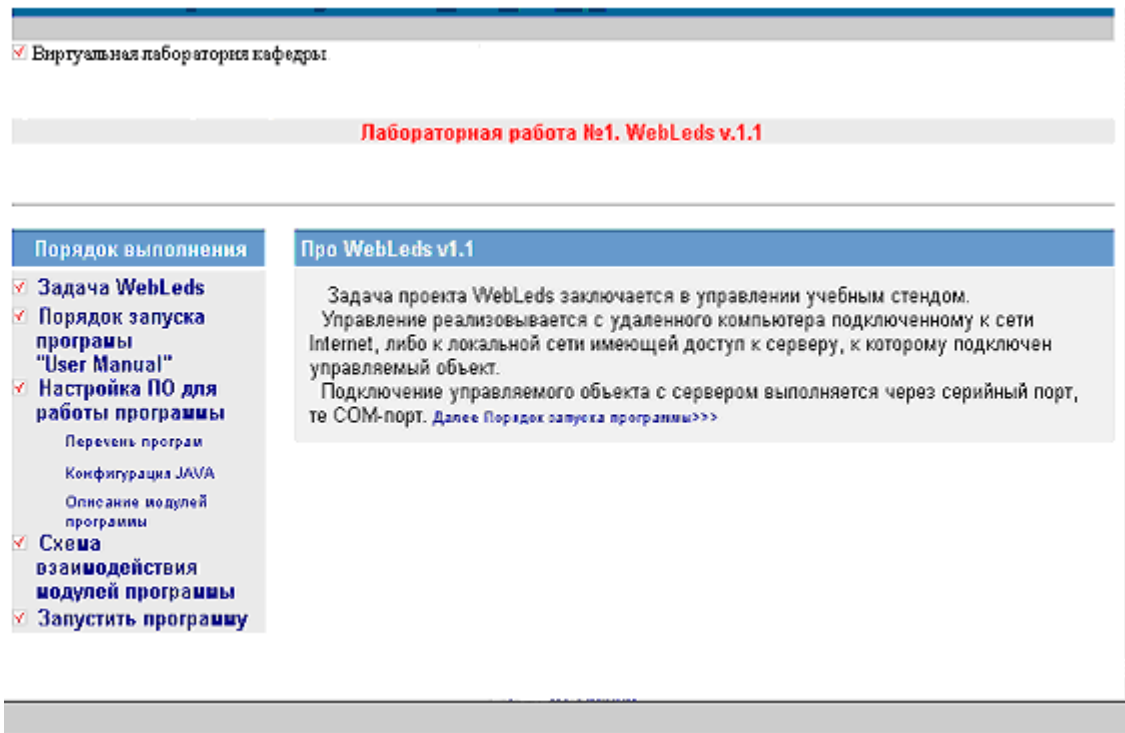 Виртуальная лаборатория кафедры
Лабораторная работа №1. WebLeds v.1.1
Порядок выполнения
Задача WebLeds
Порядок запуска
програмы
"User Manual"
Настройка ПО для
работы программы
Перечень програм
Конфигурация JAVA
Описание модулей
программы
Схема
взаимодействия
модулей программы
Запустить программу
Про WebLeds v1.1
Задача проекта WebLeds заключается в управлении учебным стендом.
Управление реализовывается с удаленного компьютера подключенному к сети
Internet, либо к локальной сети имеющей доступ к серверу, к которому подключен
управляемый объект.
Подключение управляемого объекта с сервером выполняется через серийный порт,
те COM-порт. Далее Порядок запуска программы>>>